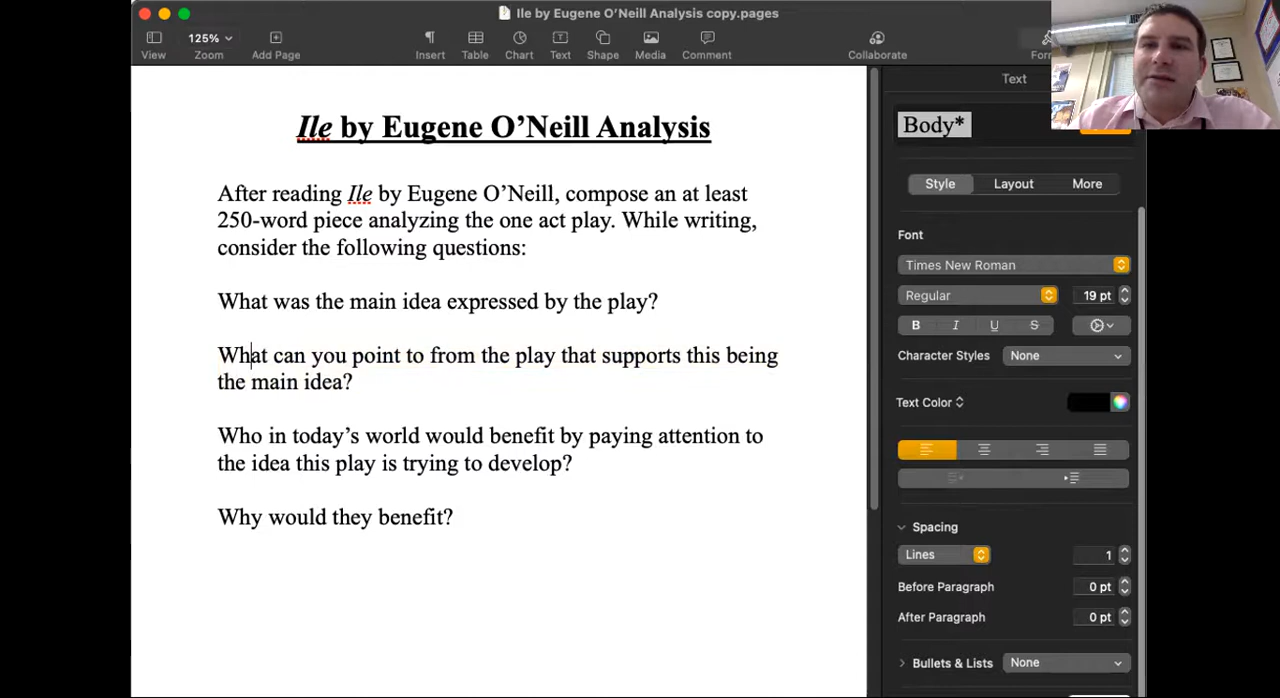 Ile by Eugene O’Neill Analysis copy.pages
125%
View
Zoom
Add Page
Insert
Table
Chart
Text
Shape
Media
Comment
Collaborate
Text
Ile by Eugene O’Neill Analysis
After reading Ile by Eugene O’Neill, compose an at least
250-word piece analyzing the one act play. While writing,
consider the following questions:
What was the main idea expressed by the play?
What can you point to from the play that supports this being
the main idea?
Who in today’s world would benefit by paying attention to
the idea this play is trying to develop?
Why would they benefit?
Body*
Style
Layout
More
Font
Times New Roman
Regular
19 pt
B
I
U
S
Character Styles
None
Text Color
Spacing
Lines
1
Before Paragraph
0 pt
After Paragraph
0 pt
Bullets & Lists
None